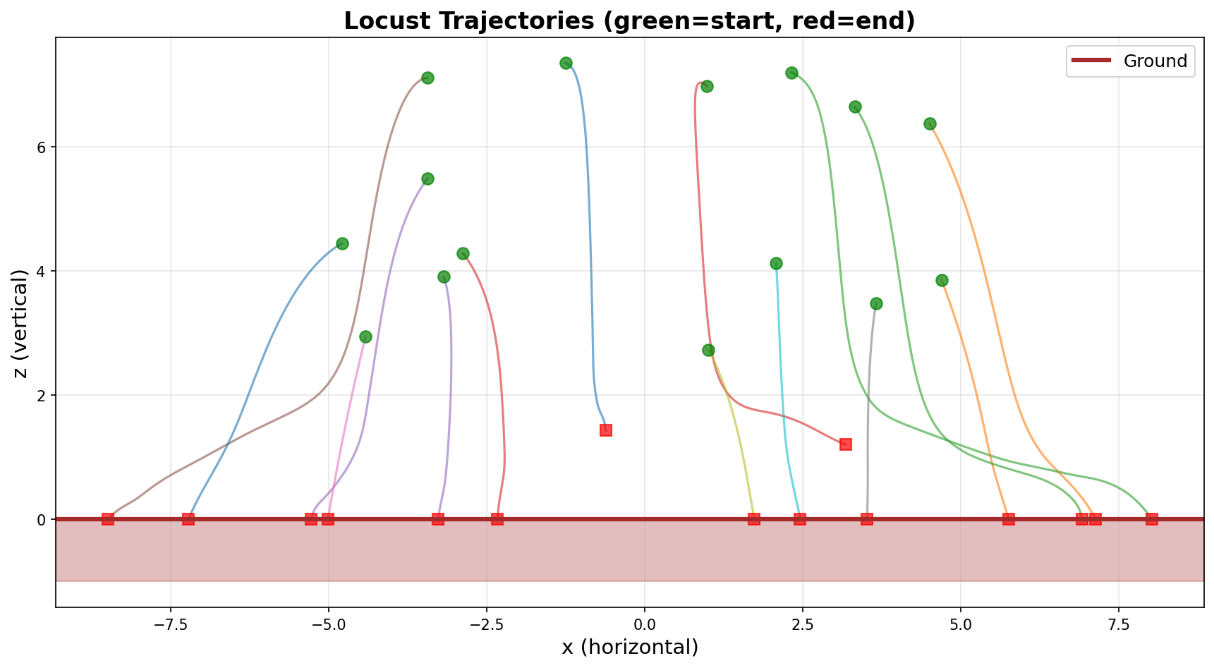 Locust Trajectories (green=start, red=end)
Ground
z (vertical)
6
4
2
0
−7.5 −5.0 −2.5 0.0 2.5 5.0 7.5
x (horizontal)